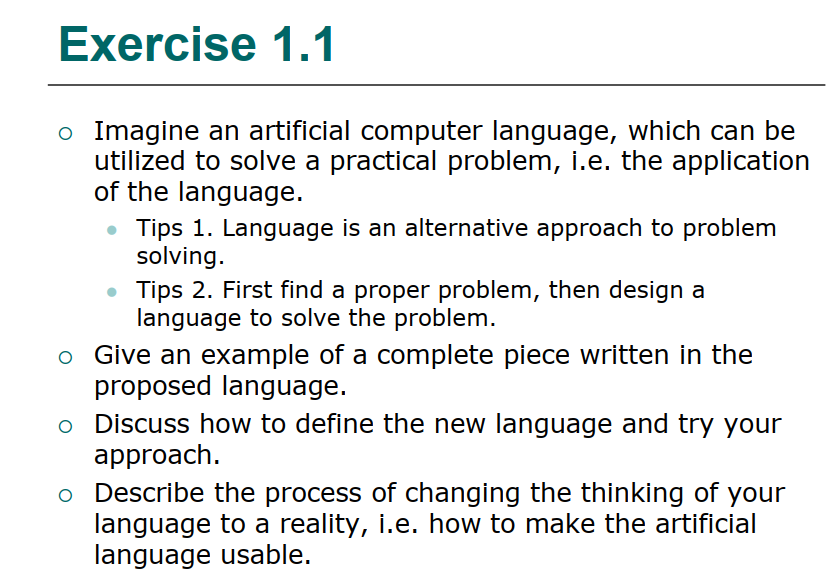 Exercise 1.1
Imagine an artificial computer language, which can be
utilized to solve a practical problem, i.e. the application
of the language.
Tips 1. Language is an alternative approach to problem
solving.
Tips 2. First find a proper problem, then design a
language to solve the problem.
Give an example of a complete piece written in the
proposed language.
Discuss how to define the new language and try your
approach.
Describe the process of changing the thinking of your
language to a reality, i.e. how to make the artificial
language usable.